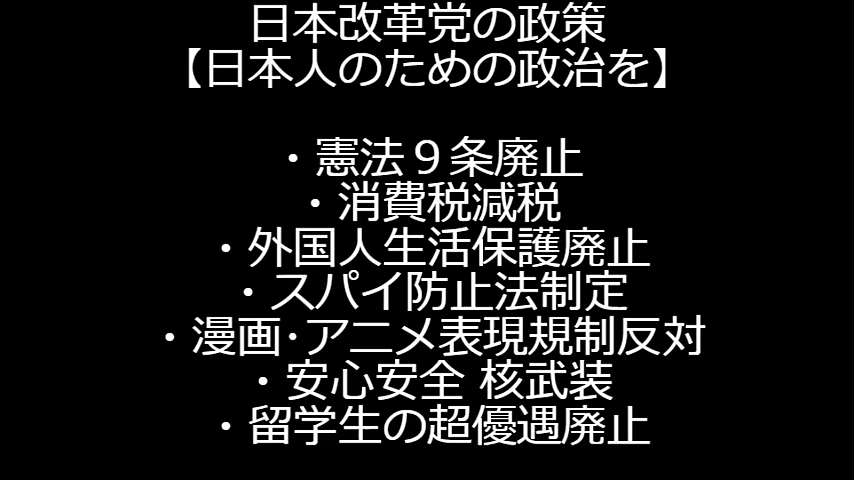 日本改革党の政策
【日本人のための政治を】
・憲法９条廃止
・消費税減税
・外国人生活保護廃止
・スパイ防止法制定
・漫画･アニメ表現規制反対
・安心安全 核武装
・留学生の超優遇廃止